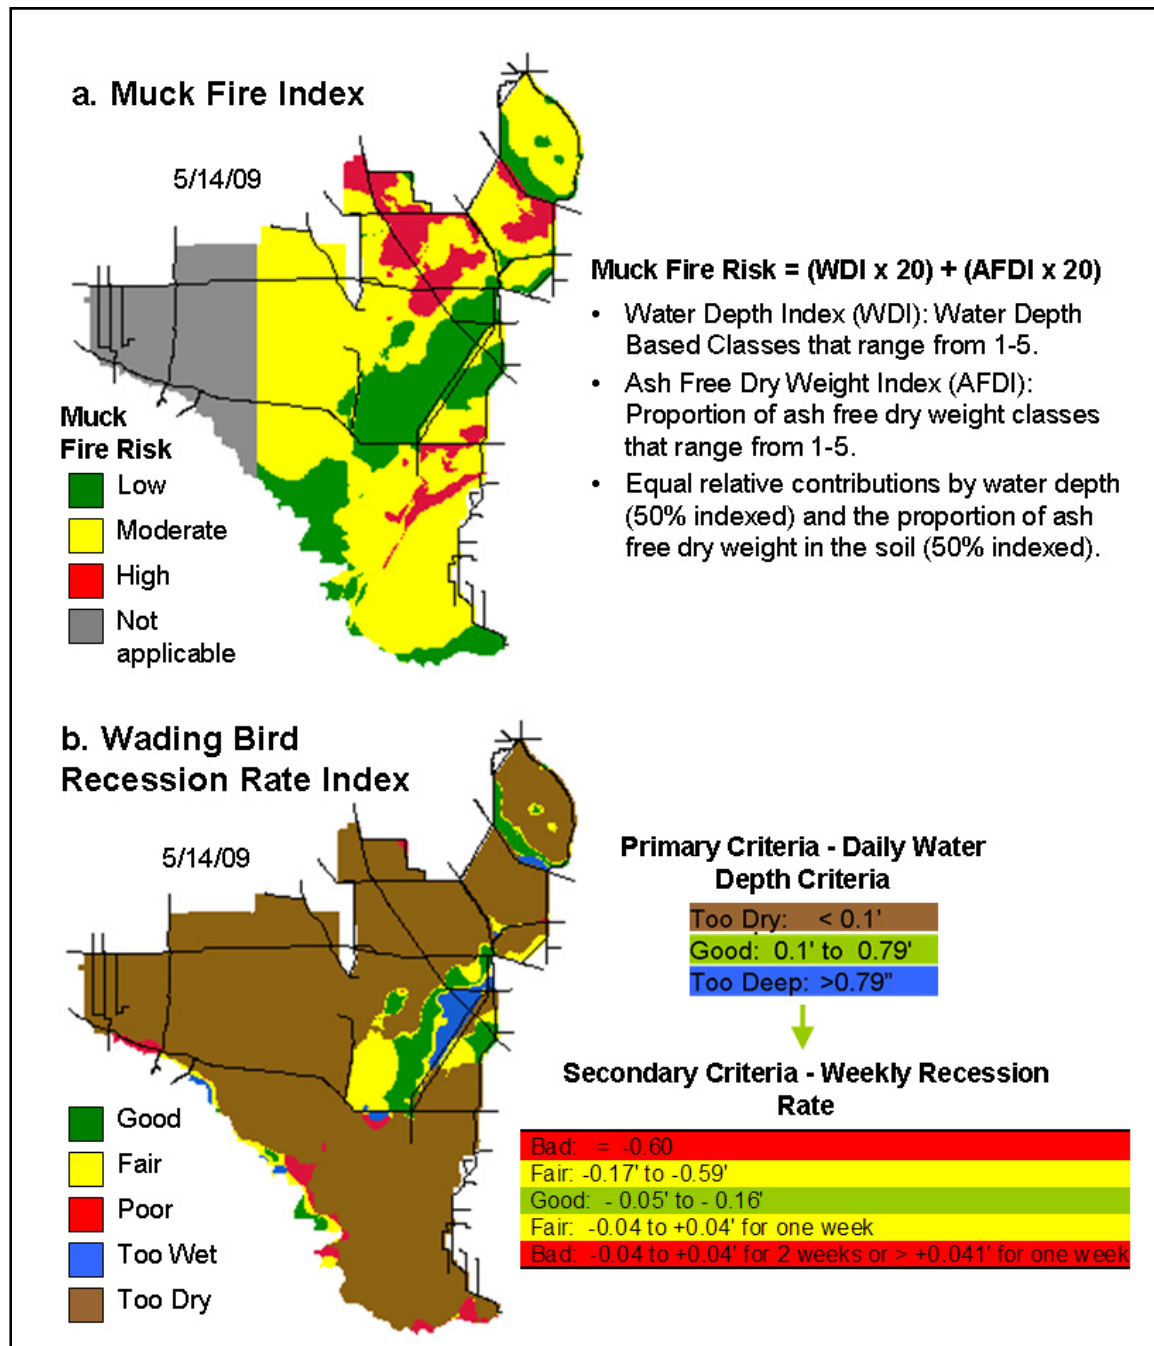 a. Muck Fire Index
5/14/09
Muck
Fire Risk
Low
Moderate
High
Not
applicable
Muck Fire Risk = (WDI x 20) + (AFDI x 20)
• Water Depth Index (WDI): Water Depth
Based Classes that range from 1-5.
• Ash Free Dry Weight Index (AFDI):
Proportion of ash free dry weight classes
that range from 1-5.
• Equal relative contributions by water depth
(50% indexed) and the proportion of ash
free dry weight in the soil (50% indexed).
b. Wading Bird
Recession Rate Index
5/14/09
Good
Fair
Poor
Too Wet
Too Dry
Primary Criteria - Daily Water
Depth Criteria
Too Dry: < 0.1'
Good: 0.1' to 0.79'
Too Deep: >0.79"
Secondary Criteria - Weekly Recession
Rate
Bad: = -0.60
Fair: -0.17' to -0.59'
Good: - 0.05' to - 0.16'
Fair: -0.04 to +0.04' for one week
Bad: -0.04 to +0.04' for 2 weeks or > +0.041' for one week